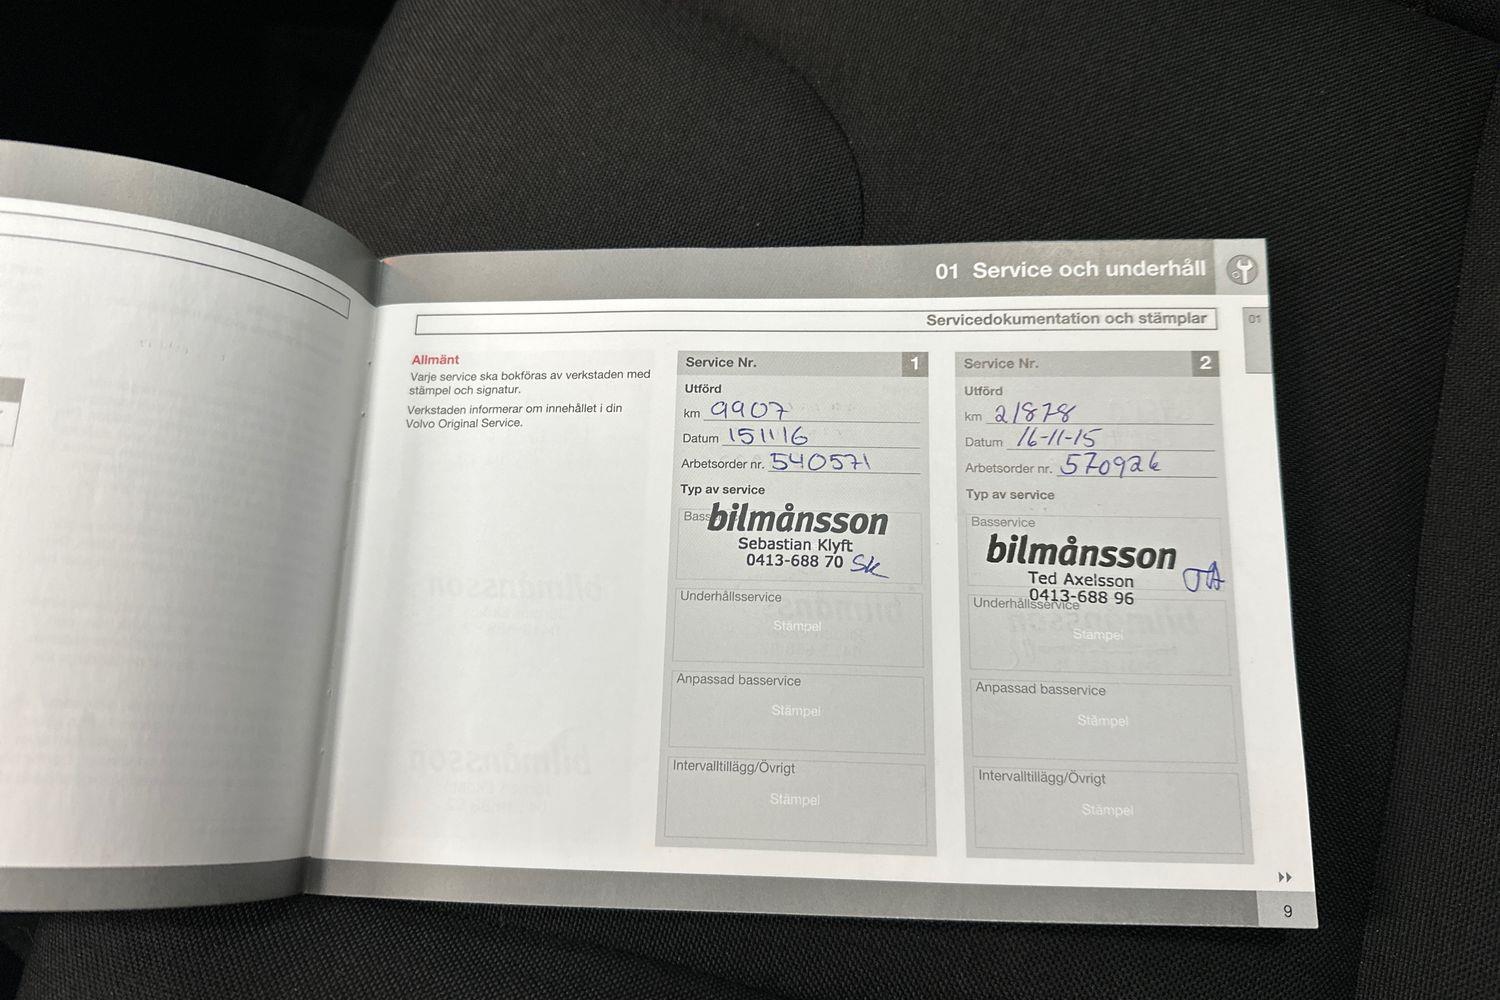 01 Service och underhåll
Servicedokumentation och stämplar
01
Allmänt
Varje service ska bokföras av verkstaden med
stämpel och signatur.
Verkstaden informerar om innehållet i din
Volvo Original Service.
Service Nr. 1
Utförd
km 9907
Datum 151116
Arbetsorder nr. 540571
Typ av service
Bass
bilmånsson
Sebastian Klyft
0413-688 70 SK
Underhållsservice
Stämpel
Anpassad basservice
Stämpel
Intervalltillägg/Övrigt
Stämpel
Service Nr. 2
Utförd
km 21878
Datum 16-11-15
Arbetsorder nr. 570926
Typ av service
Basservice
bilmånsson
Ted Axelsson TA
0413-688 96
Underhållsservice
Stämpel
Anpassad basservice
Stämpel
Intervalltillägg/Övrigt
Stämpel
9